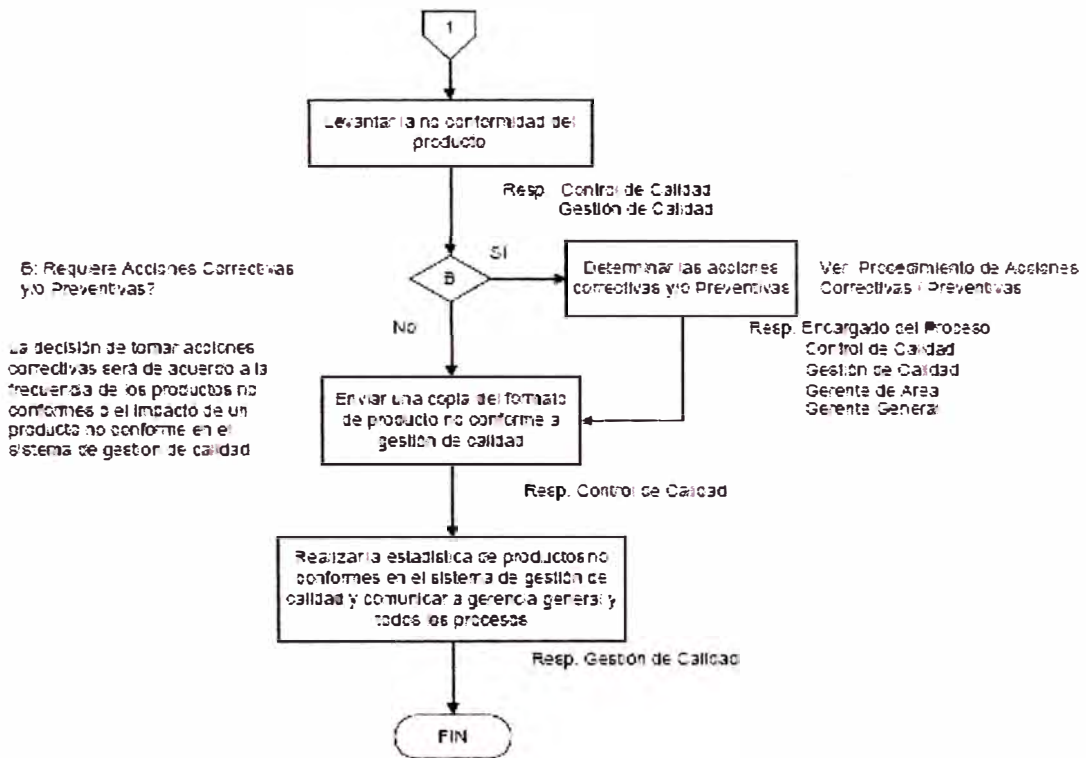 1
Levantar la no conformidad del
producto
Resp. Control de Calidad
Gestión de Calidad
B: Requiere Acciones Correctivas
y/o Preventivas?
B
Si
Determinar las acciones
correctivas y/o Preventivas
Ver: Procedimiento de Acciones
Correctivas / Preventivas
No
Resp. Encargado del Proceso
Control de Calidad
Gestión de Calidad
Gerente de Area
Gerente General
La decisión de tomar acciones
correctivas será de acuerdo a la
frecuencia de los productos no
conformes o el impacto de un
producto no conforme en el
sistema de gestión de calidad
Enviar una copia del formato
de producto no conforme a
gestión de calidad
Resp. Control de Calidad
Realizar la estadística de productos no
conformes en el sistema de gestión de
calidad y comunicar a gerencia general y
todos los procesos
Resp. Gestión de Calidad
FIN